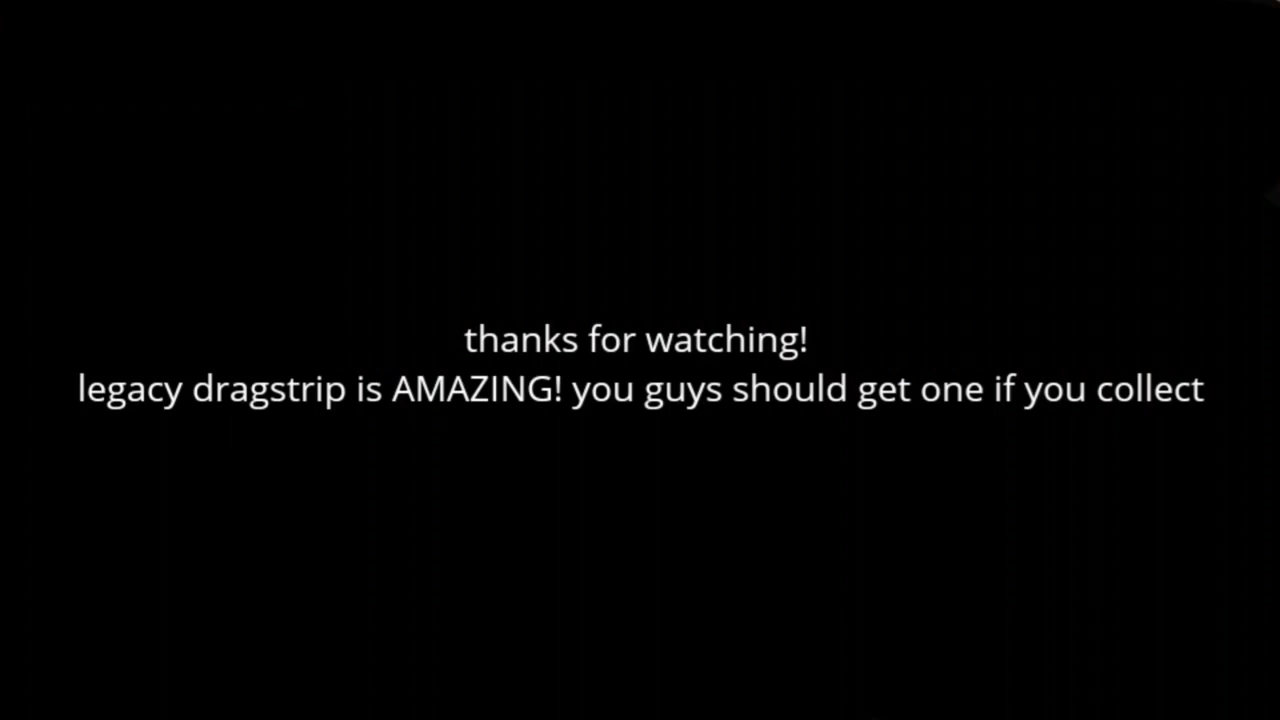 thanks for watching!
legacy dragstrip is AMAZING! you guys should get one if you collect